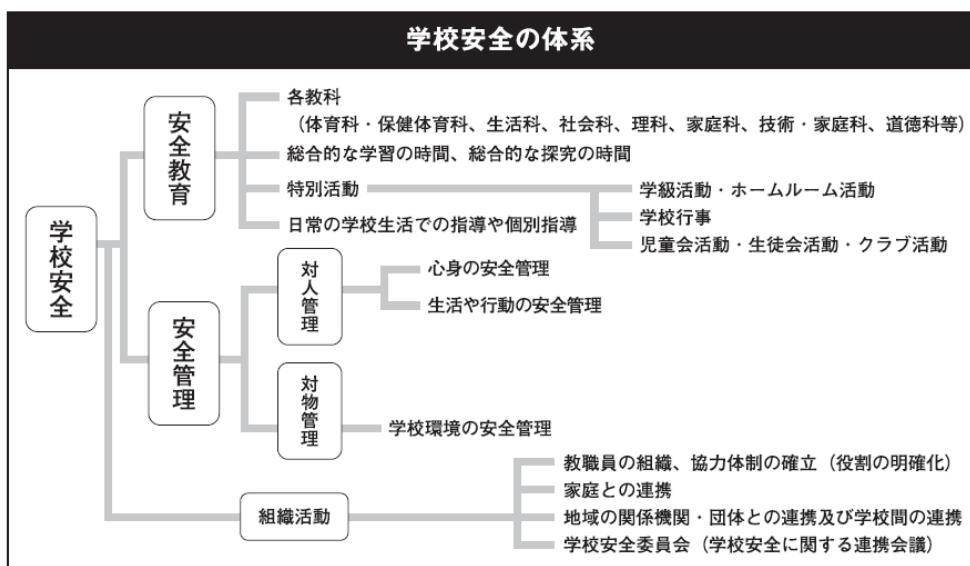 学校安全の体系
学校安全
安全教育
各教科
（体育科・保健体育科、生活科、社会科、理科、家庭科、技術・家庭科、道徳科等）
総合的な学習の時間、総合的な探究の時間
特別活動
学級活動・ホームルーム活動
学校行事
児童会活動・生徒会活動・クラブ活動
日常の学校生活での指導や個別指導
安全管理
対人管理
心身の安全管理
生活や行動の安全管理
対物管理
学校環境の安全管理
組織活動
教職員の組織、協力体制の確立（役割の明確化）
家庭との連携
地域の関係機関・団体との連携及び学校間の連携
学校安全委員会（学校安全に関する連携会議）